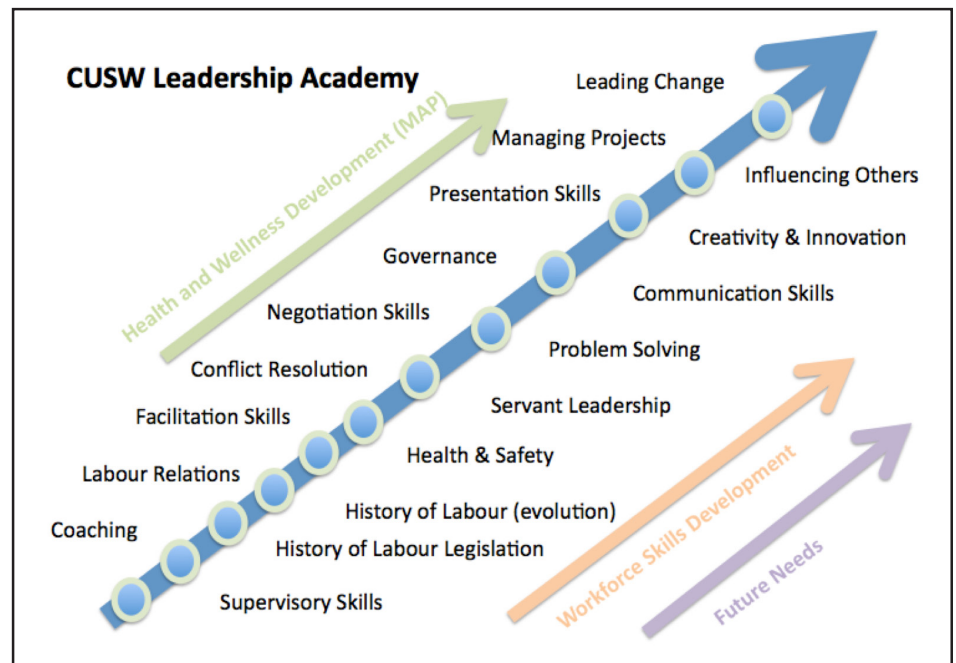 CUSW Leadership Academy
Health and Wellness Development (MAP)
Leading Change
Managing Projects
Presentation Skills
Governance
Negotiation Skills
Conflict Resolution
Facilitation Skills
Labour Relations
Coaching
Influencing Others
Creativity & Innovation
Communication Skills
Problem Solving
Servant Leadership
Health & Safety
History of Labour (evolution)
History of Labour Legislation
Supervisory Skills
Workforce Skills Development
Future Needs